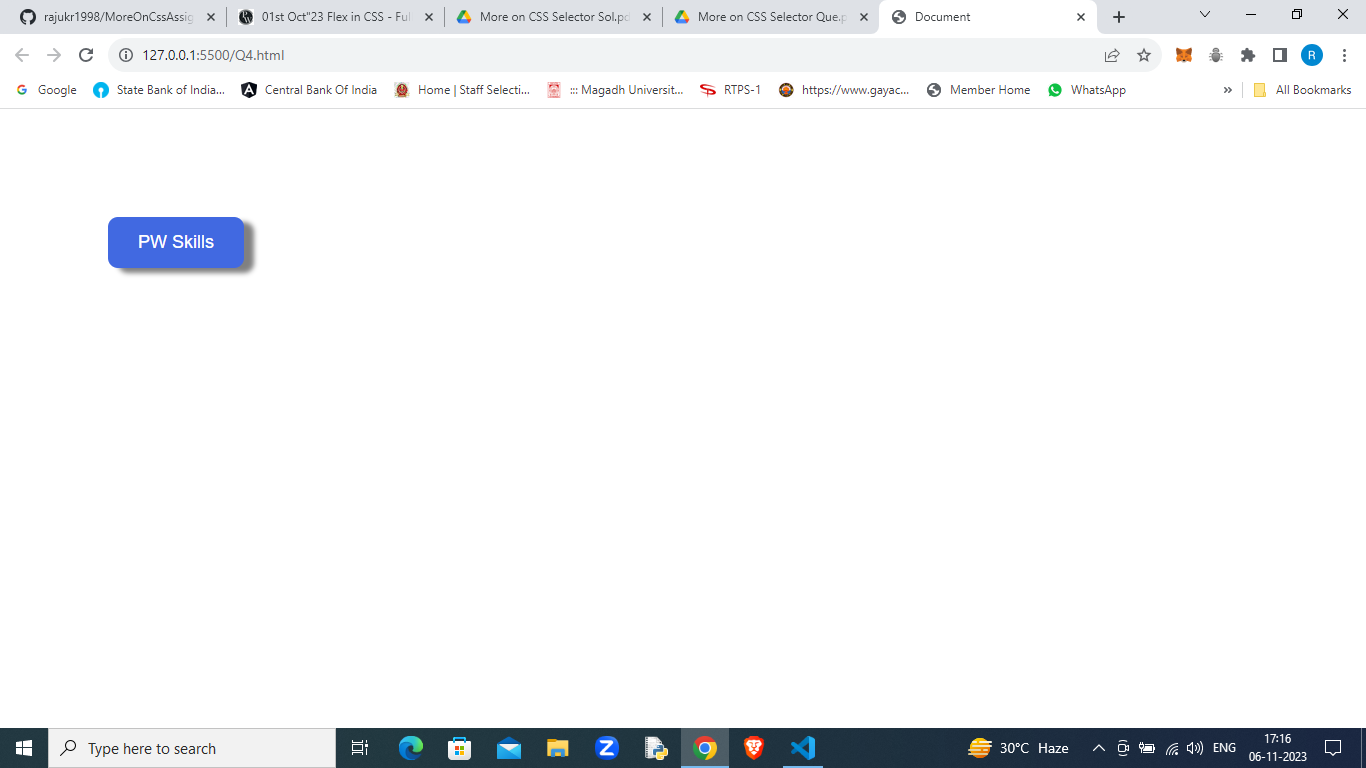 rajukr1998/MoreOnCssAssig
01st Oct"23 Flex in CSS - Ful
More on CSS Selector Sol.pd
More on CSS Selector Que.p
Document
127.0.0.1:5500/Q4.html
R
Google
State Bank of India...
Central Bank Of India
Home | Staff Selecti...
::: Magadh Universit...
RTPS-1
https://www.gayac...
Member Home
WhatsApp
»
All Bookmarks
PW Skills
Type here to search
30°C Haze
ENG
17:16
06-11-2023